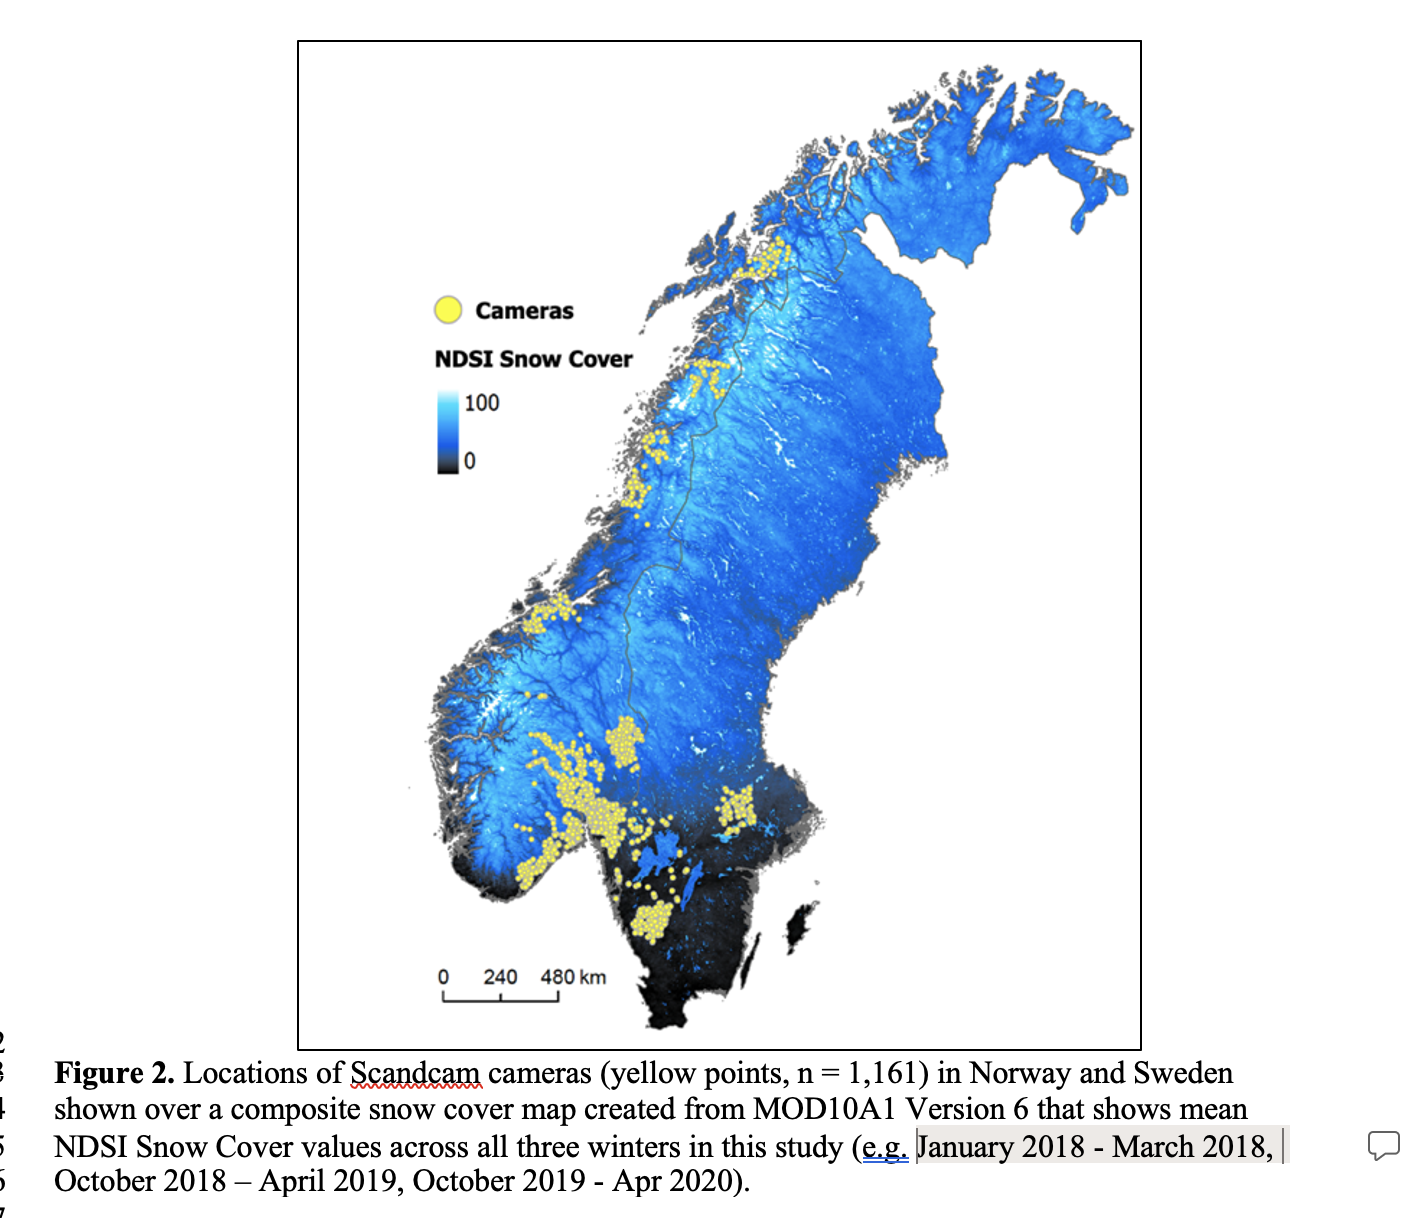 Cameras
NDSI Snow Cover
100
0
0 240 480 km
Figure 2. Locations of Scandcam cameras (yellow points, n = 1,161) in Norway and Sweden
shown over a composite snow cover map created from MOD10A1 Version 6 that shows mean
NDSI Snow Cover values across all three winters in this study (e.g. January 2018 - March 2018,
October 2018 – April 2019, October 2019 - Apr 2020).